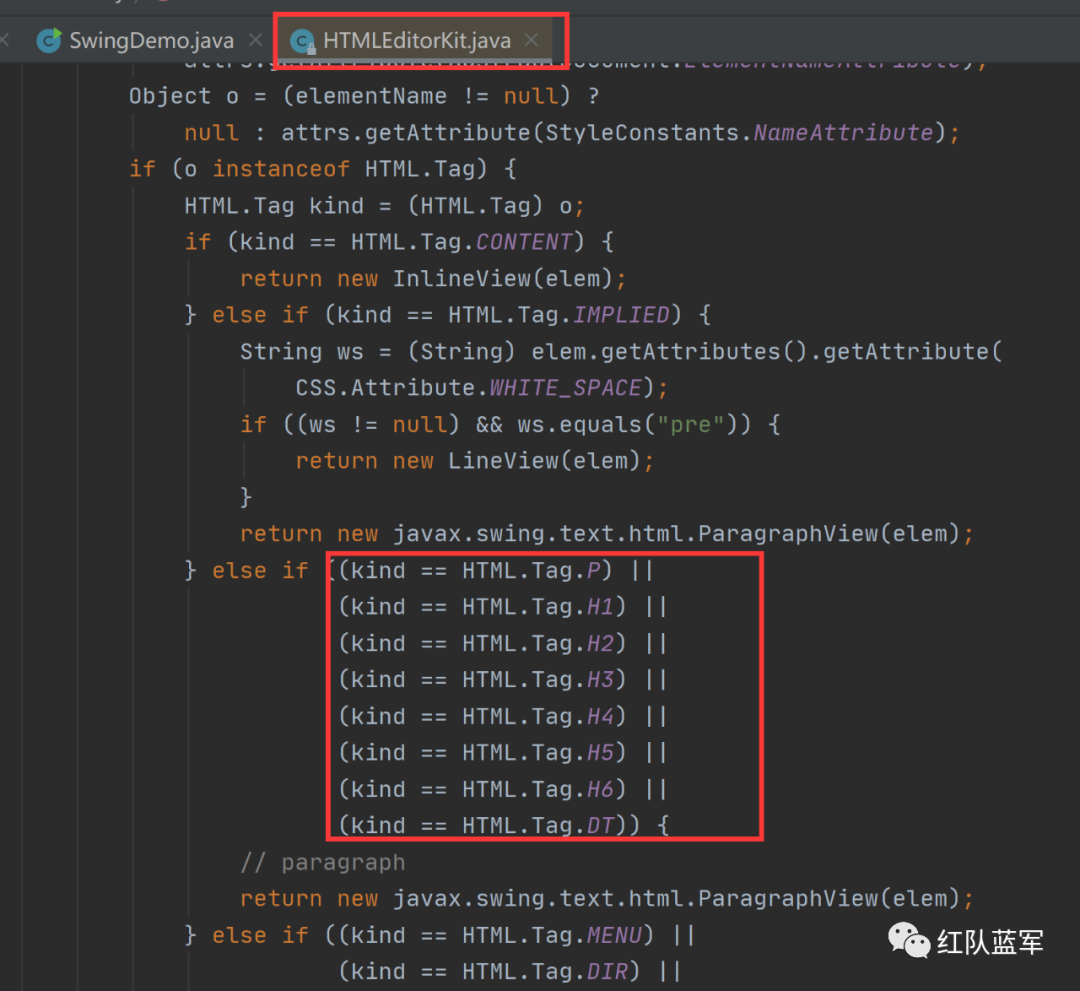 SwingDemo.java
HTMLEditorKit.java
Object o = (elementName != null) ?
null : attrs.getAttribute(StyleConstants.NameAttribute);
if (o instanceof HTML.Tag) {
HTML.Tag kind = (HTML.Tag) o;
if (kind == HTML.Tag.CONTENT) {
return new InlineView(elem);
} else if (kind == HTML.Tag.IMPLIED) {
String ws = (String) elem.getAttributes().getAttribute(
CSS.Attribute.WHITE_SPACE);
if ((ws != null) && ws.equals("pre")) {
return new LineView(elem);
}
return new javax.swing.text.html.ParagraphView(elem);
} else if ((kind == HTML.Tag.P) ||
(kind == HTML.Tag.H1) ||
(kind == HTML.Tag.H2) ||
(kind == HTML.Tag.H3) ||
(kind == HTML.Tag.H4) ||
(kind == HTML.Tag.H5) ||
(kind == HTML.Tag.H6) ||
(kind == HTML.Tag.DT)) {
// paragraph
return new javax.swing.text.html.ParagraphView(elem);
} else if ((kind == HTML.Tag.MENU) ||
(kind == HTML.Tag.DIR) ||
红队蓝军